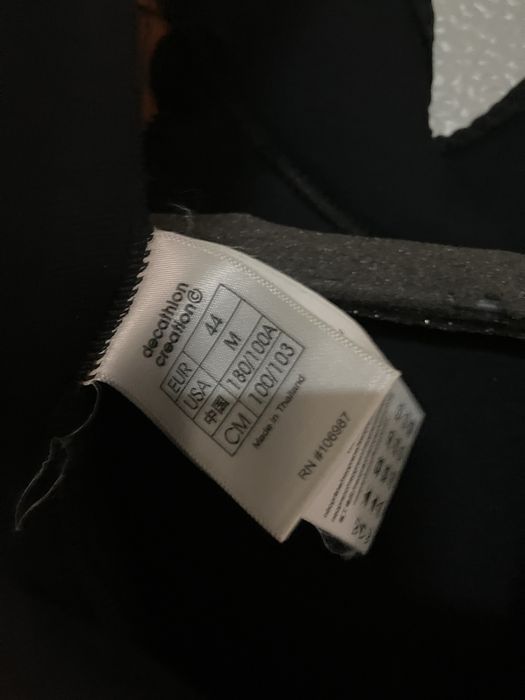 decathlon
creation©
EUR 44
USA M
中国 180/100A
CM 100/103
Made in Thailand
RN #106987